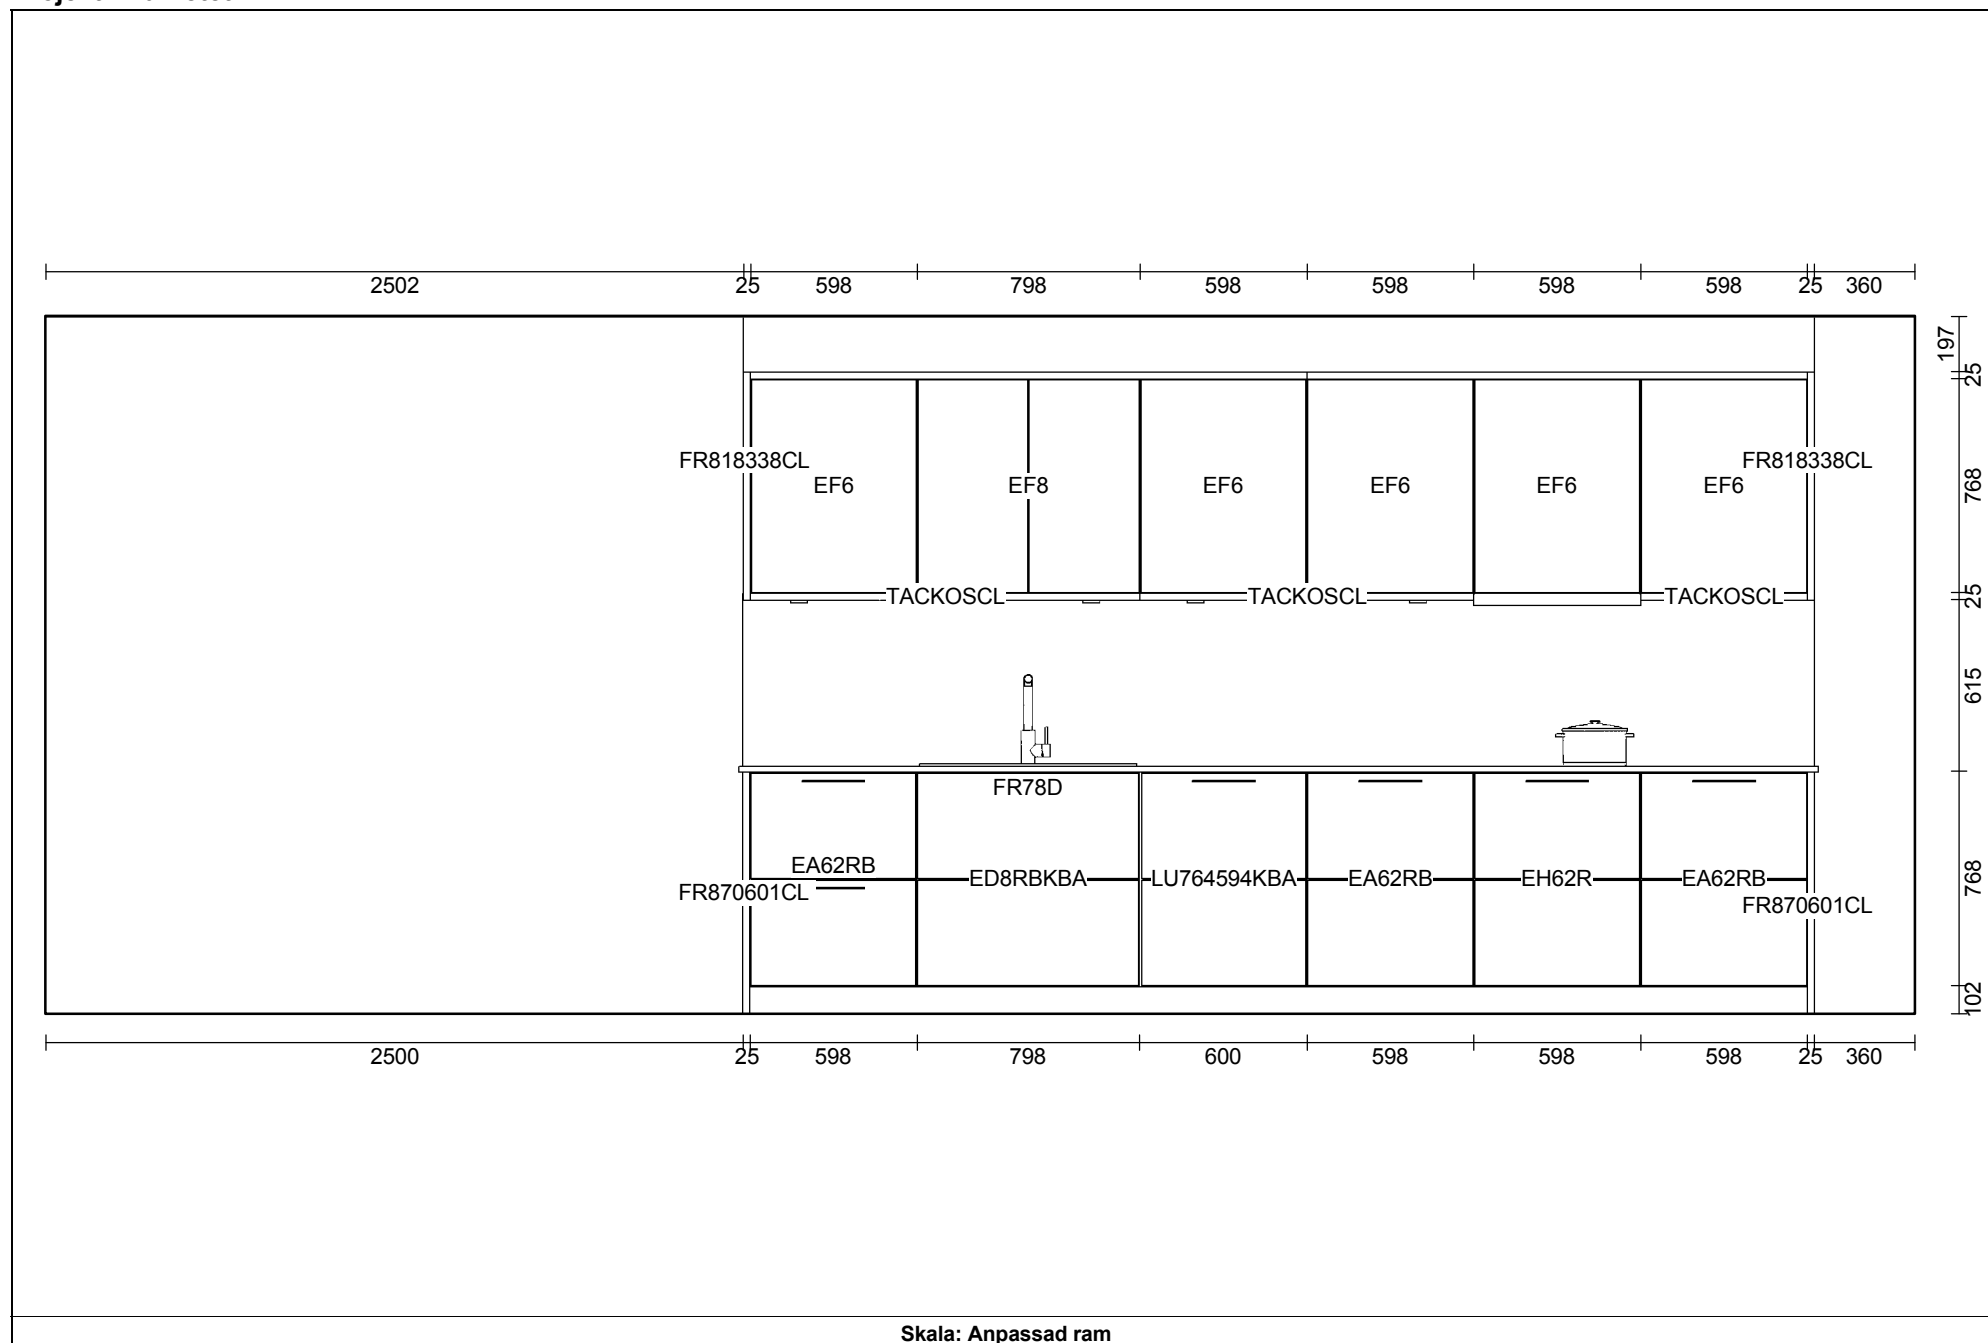 2502 25 598 798 598 598 598 598 25 360
197
25
FR818338CL FR818338CL
768
EF6 EF8 EF6 EF6 EF6 EF6
25
TACKOSCL TACKOSCL TACKOSCL
615
FR78D
EA62RB
768
ED8RBKBA LU764594KBA EA62RB EH62R EA62RB
FR870601CL
FR870601CL
102
2500 25 598 798 600 598 598 598 25 360
Skala: Anpassad ram